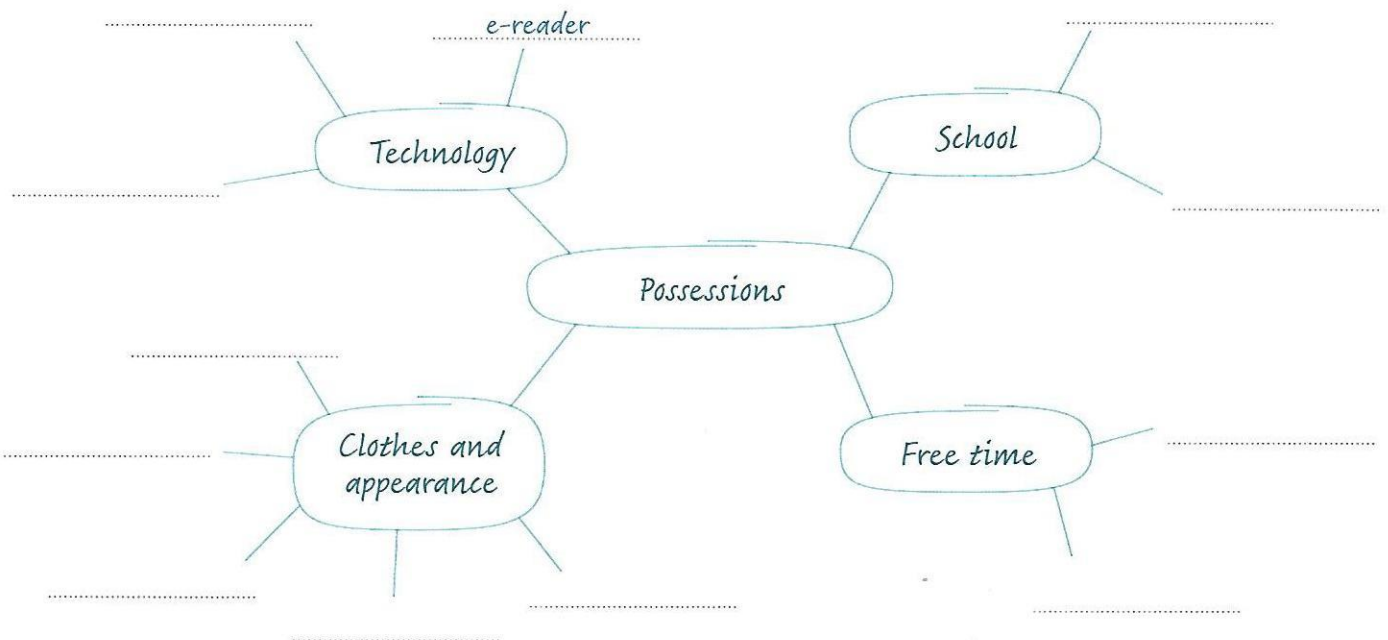 e-reader
Technology
School
Possessions
Clothes and
appearance
Free time